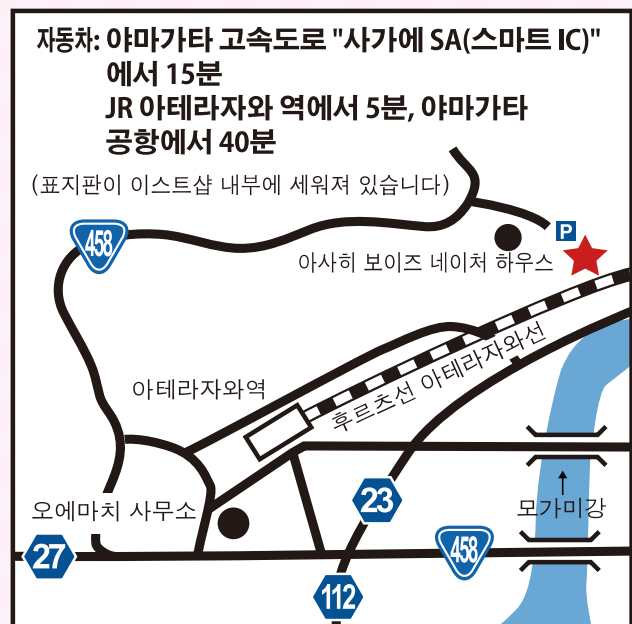 자동차: 야마가타 고속도로 "사가에 SA(스마트 IC)"
에서 15분
JR 아테라자와 역에서 5분, 야마가타
공항에서 40분
(표지판이 이스트샵 내부에 세워져 있습니다)
458
P
아사히 보이즈 네이처 하우스
후르츠선 아테라자와선
아테라자와역
오에마치 사무소
23
모가미강
27
458
112